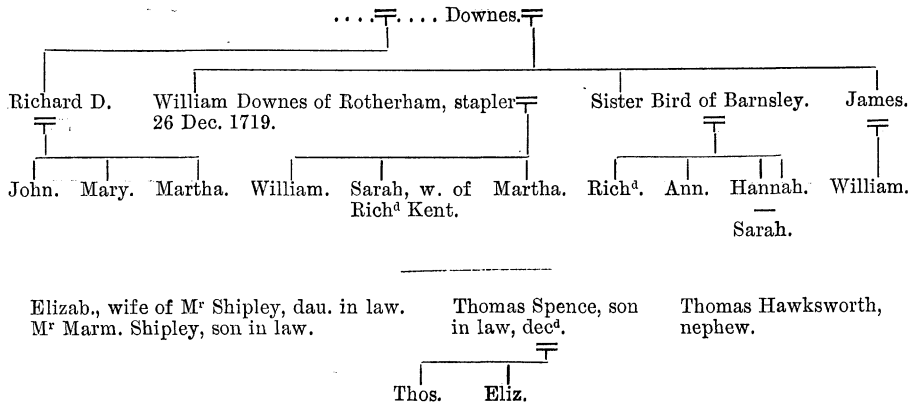 .... .... Downes.
Richard D. William Downes of Rotherham, stapler Sister Bird of Barnsley. James.
26 Dec. 1719.
John. Mary. Martha. William. Sarah, w. of Martha. Richᵈ. Ann. Hannah. William.
Richᵈ Kent.
Sarah.
Elizab., wife of Mʳ Shipley, dau. in law. Thomas Spence, son Thomas Hawksworth,
Mʳ Marm. Shipley, son in law. in law, decᵈ. nephew.
Thos. Eliz.